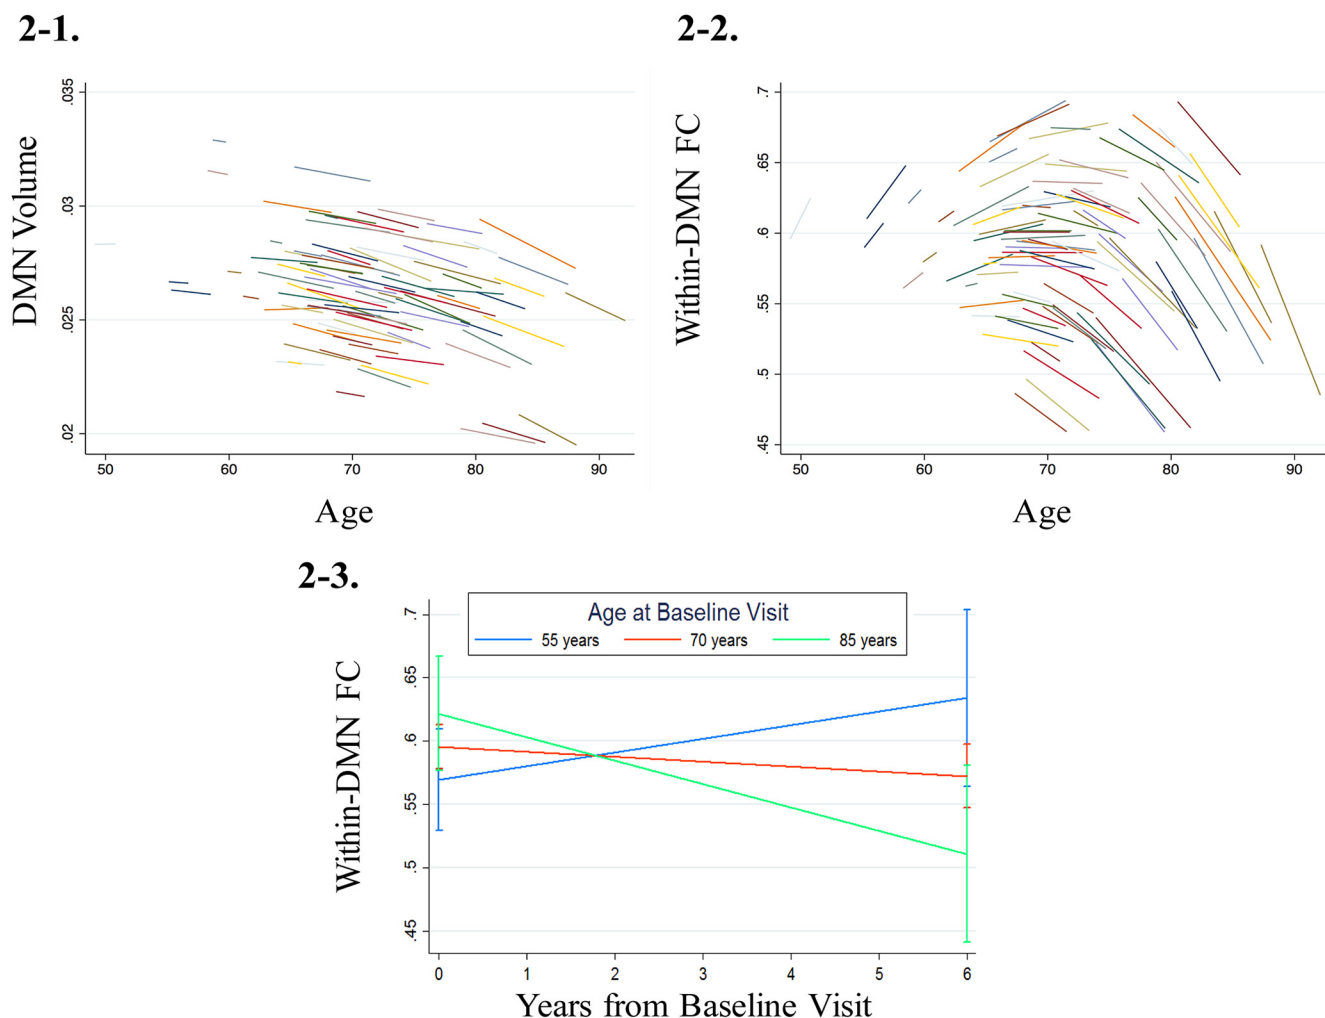 2-1.
2-2.
DMN Volume
.035
.03
.025
.02
50 60 70 80 90
Age
Within-DMN FC
.7
.65
.6
.55
.5
.45
50 60 70 80 90
Age
2-3.
Age at Baseline Visit
55 years 70 years 85 years
Within-DMN FC
.7
.65
.6
.55
.5
.45
0 1 2 3 4 5 6
Years from Baseline Visit